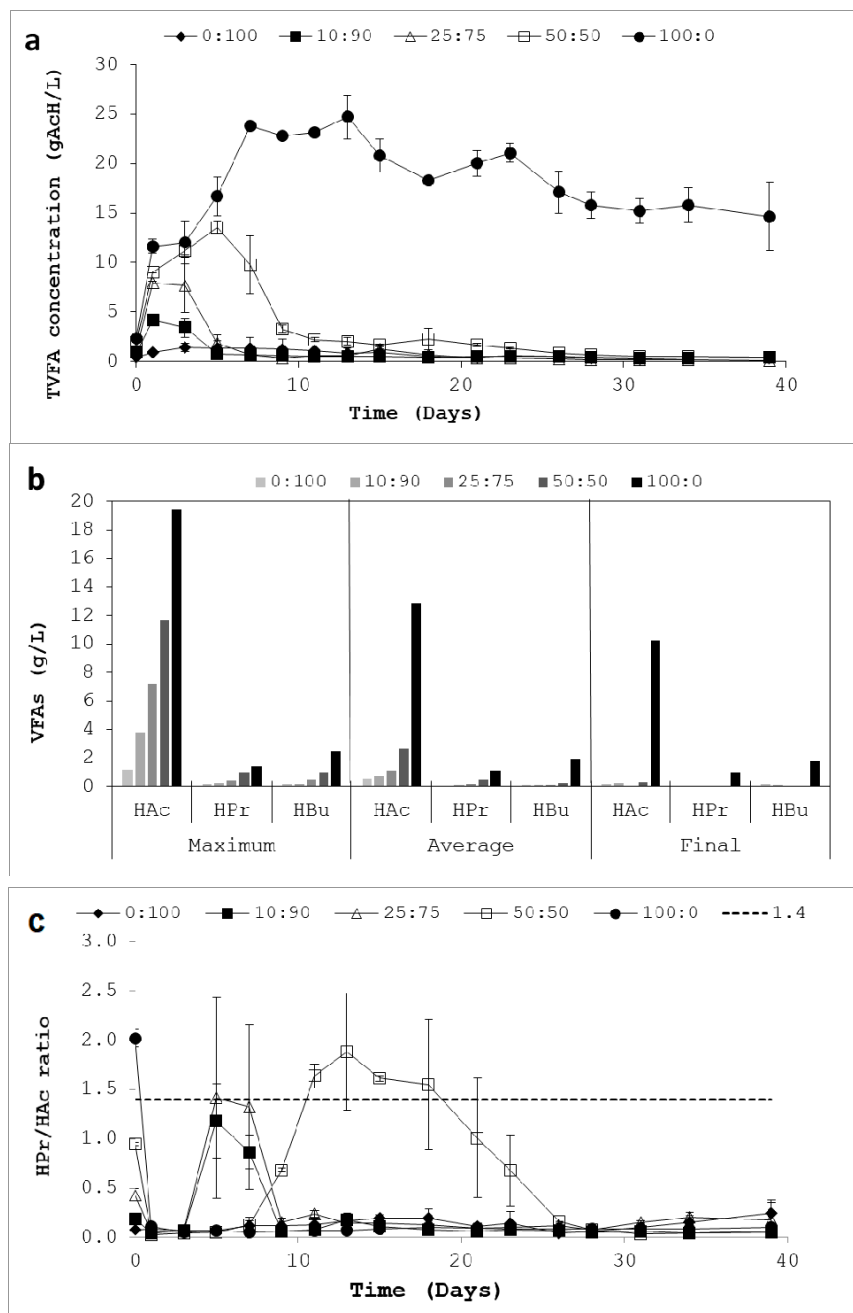 a
0:100 10:90 25:75 50:50 100:0
30
25
20
15
10
5
0
TVFA concentration (gAcH/L)
0 10 20 30 40
Time (Days)
b
0:100 10:90 25:75 50:50 100:0
20
18
16
14
12
10
8
6
4
2
0
VFAs (g/L)
HAc HPr HBu HAc HPr HBu HAc HPr HBu
Maximum Average Final
c
0:100 10:90 25:75 50:50 100:0 1.4
3.0
2.5
2.0
1.5
1.0
0.5
0.0
HPr/HAc ratio
0 10 20 30 40
Time (Days)